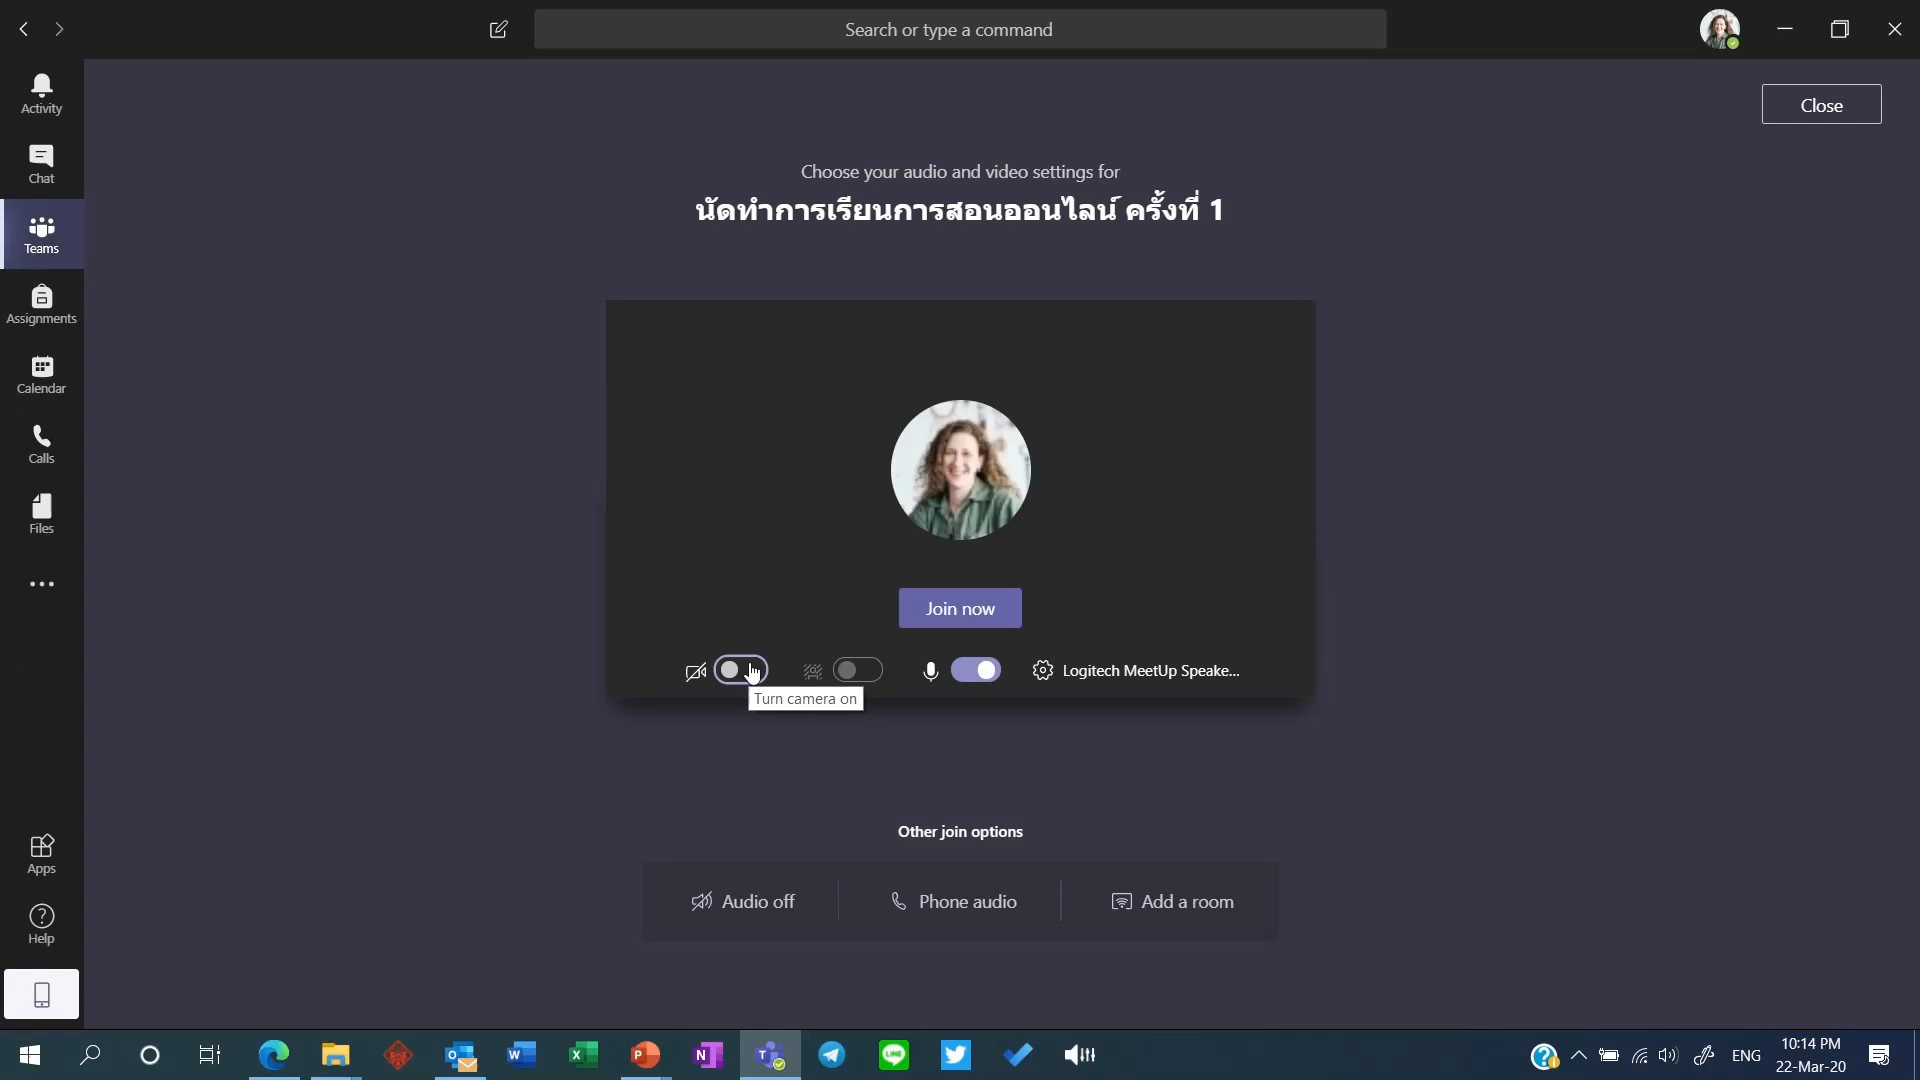 Search or type a command
Activity
Chat
Teams
Assignments
Calendar
Calls
Files
Apps
Help
Close
Choose your audio and video settings for
นัดทำการเรียนการสอนออนไลน์ ครั้งที่ 1
Join now
Logitech MeetUp Speake...
Turn camera on
Other join options
Audio off
Phone audio
Add a room
ENG
10:14 PM
22-Mar-20